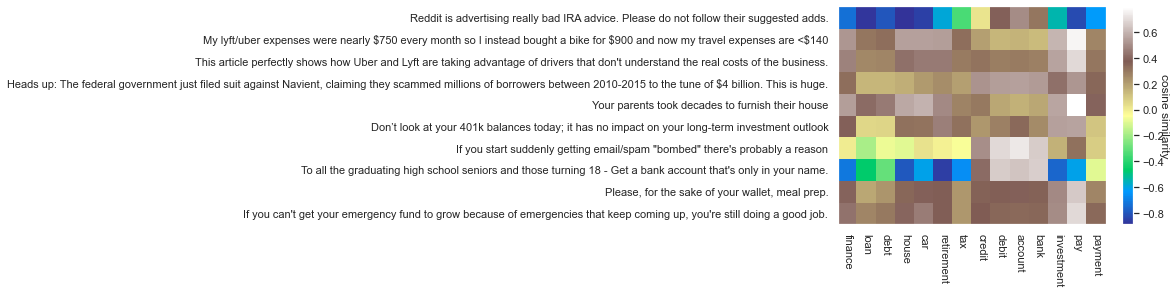 Reddit is advertising really bad IRA advice. Please do not follow their suggested adds.
My lyft/uber expenses were nearly $750 every month so I instead bought a bike for $900 and now my travel expenses are <$140
This article perfectly shows how Uber and Lyft are taking advantage of drivers that don't understand the real costs of the business.
Heads up: The federal government just filed suit against Navient, claiming they scammed millions of borrowers between 2010-2015 to the tune of $4 billion. This is huge.
Your parents took decades to furnish their house
Don’t look at your 401k balances today; it has no impact on your long-term investment outlook
If you start suddenly getting email/spam "bombed" there's probably a reason
To all the graduating high school seniors and those turning 18 - Get a bank account that's only in your name.
Please, for the sake of your wallet, meal prep.
If you can't get your emergency fund to grow because of emergencies that keep coming up, you're still doing a good job.
finance
loan
debt
house
car
retirement
tax
credit
debit
account
bank
investment
pay
payment
0.6
0.4
0.2
0.0
−0.2
−0.4
−0.6
−0.8
cosine similarity